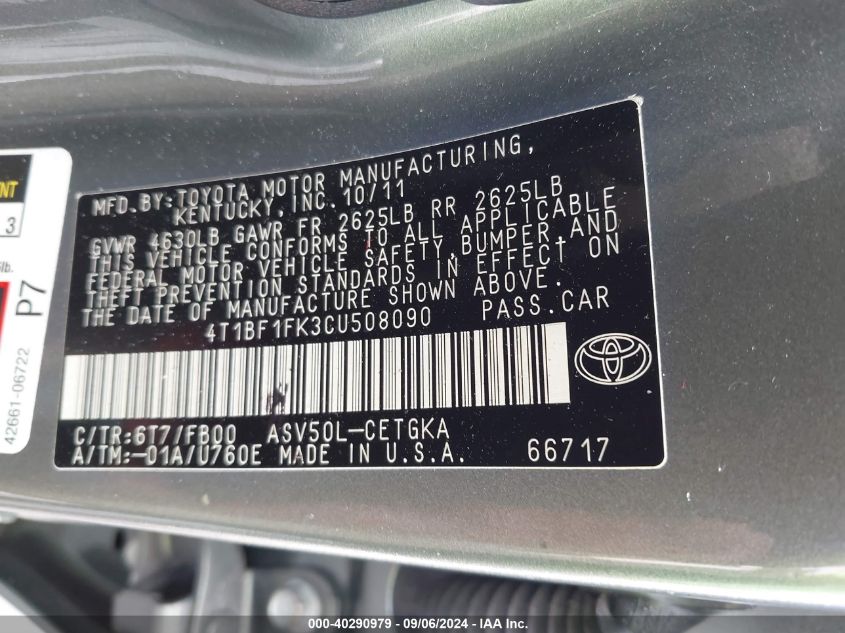 MFD.BY:TOYOTA MOTOR MANUFACTURING,
KENTUCKY, INC. 10/11
GVWR 4630LB GAWR FR 2625LB RR 2625LB
THIS VEHICLE CONFORMS TO ALL APPLICABLE
FEDERAL MOTOR VEHICLE SAFETY,BUMPER AND
THEFT PREVENTION STANDARDS IN EFFECT ON
THE DATE OF MANUFACTURE SHOWN ABOVE.
4T1BF1FK3CU508090 PASS.CAR
C/TR:6T7/FB00 ASV50L-CETGKA
A/TM:-01A/U760E MADE IN U.S.A. 66717
3
lb.
P7
42661-06722
000-40290979 - 09/06/2024 - IAA Inc.